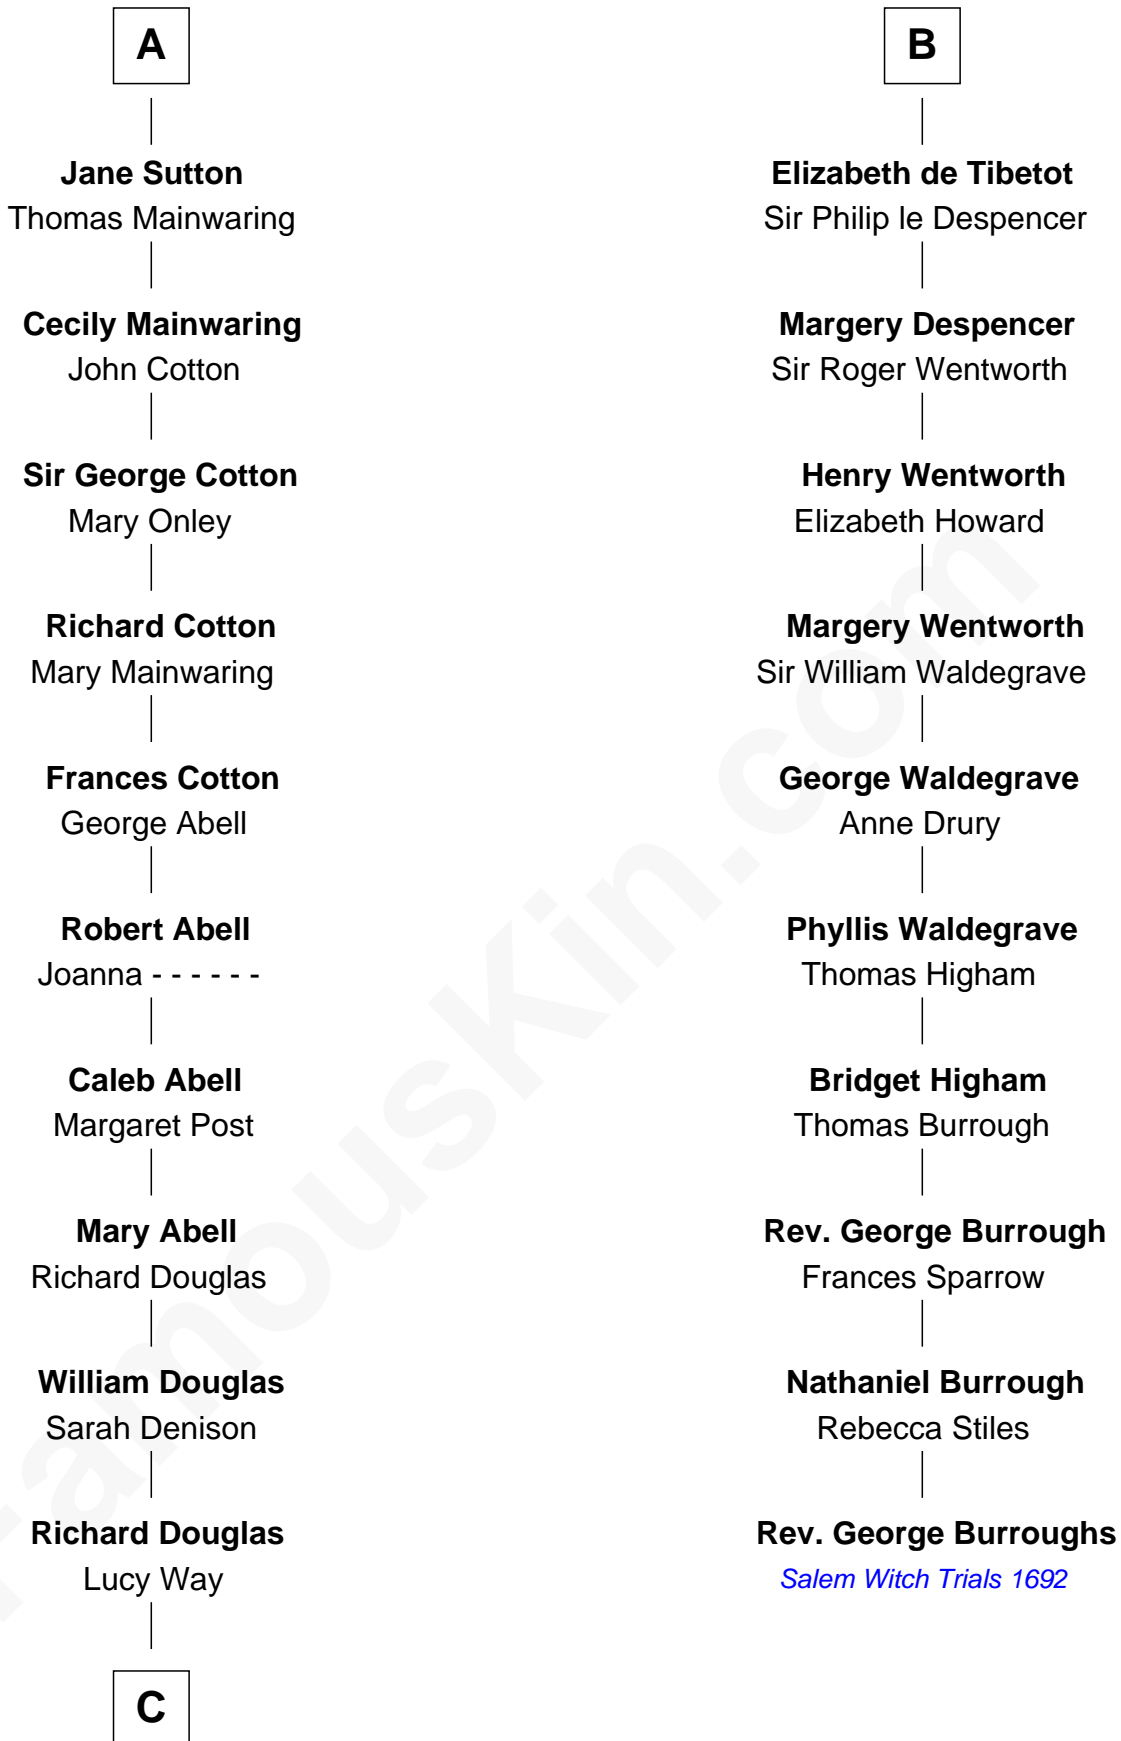 A
Jane Sutton
Thomas Mainwaring
Cecily Mainwaring
John Cotton
Sir George Cotton
Mary Onley
Richard Cotton
Mary Mainwaring
Frances Cotton
George Abell
Robert Abell
Joanna - - - - - -
Caleb Abell
Margaret Post
Mary Abell
Richard Douglas
William Douglas
Sarah Denison
Richard Douglas
Lucy Way
C
B
Elizabeth de Tibetot
Sir Philip le Despencer
Margery Despencer
Sir Roger Wentworth
Henry Wentworth
Elizabeth Howard
Margery Wentworth
Sir William Waldegrave
George Waldegrave
Anne Drury
Phyllis Waldegrave
Thomas Higham
Bridget Higham
Thomas Burrough
Rev. George Burrough
Frances Sparrow
Nathaniel Burrough
Rebecca Stiles
Rev. George Burroughs
Salem Witch Trials 1692
FamousKin.com